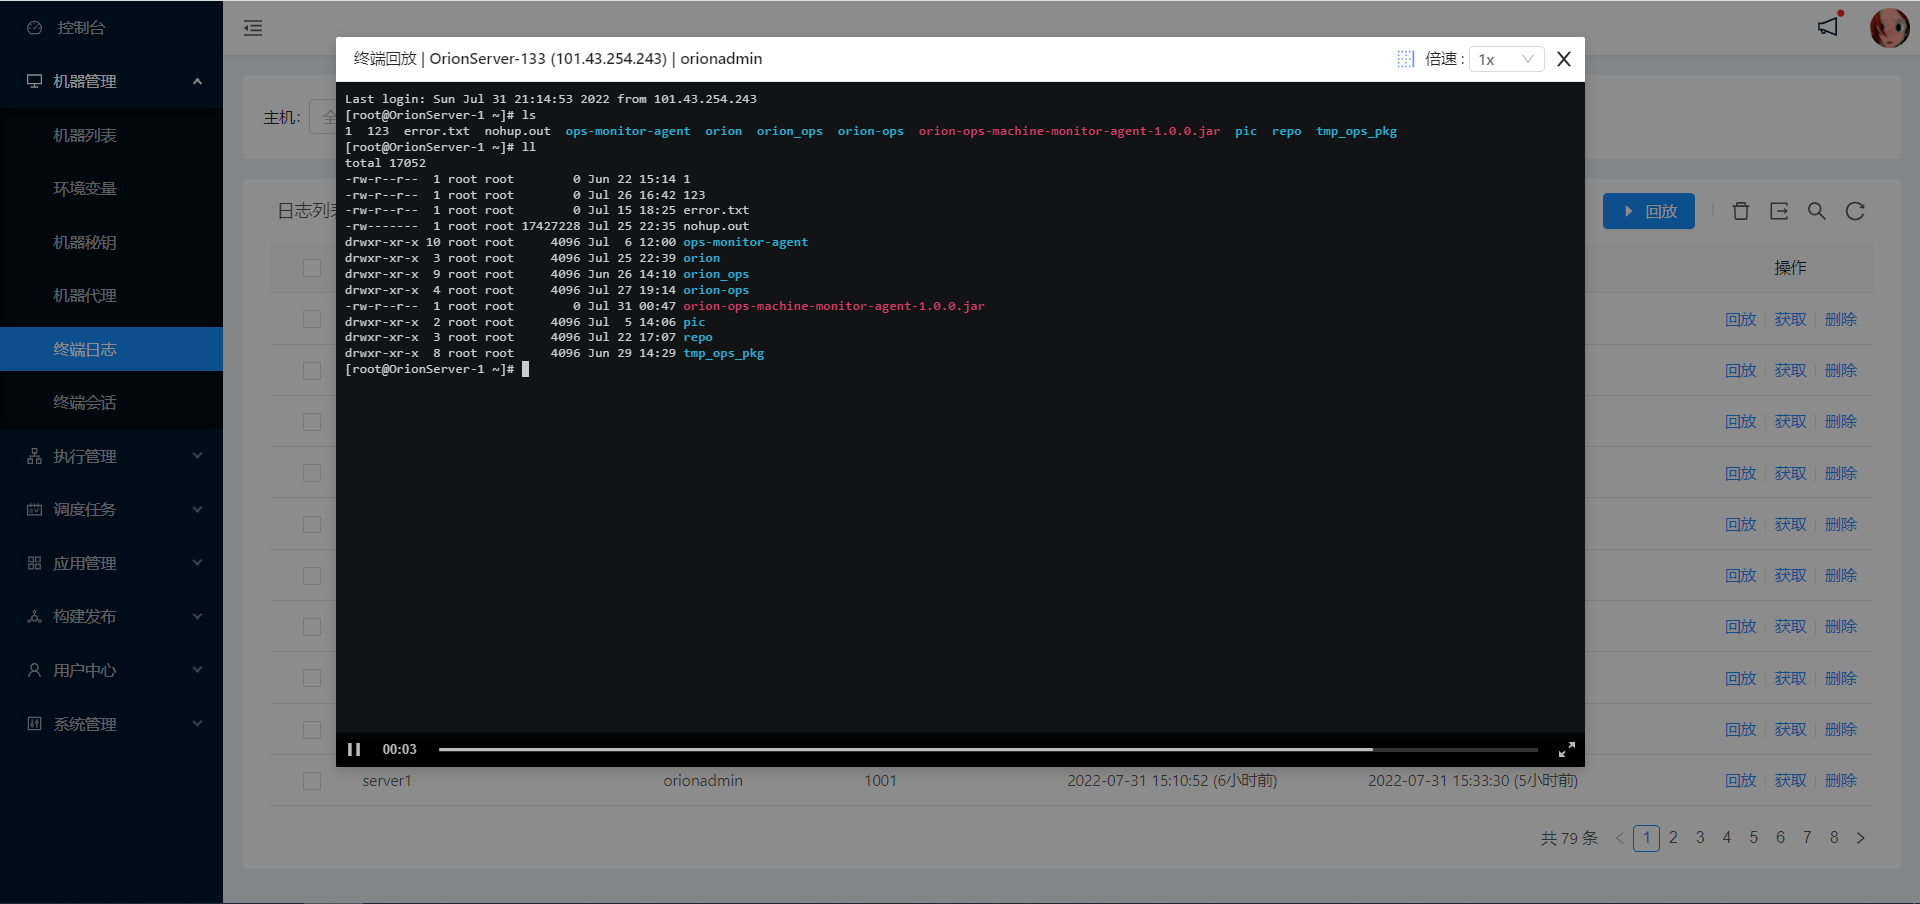 控制台
机器管理
机器列表
环境变量
机器秘钥
机器代理
终端日志
终端会话
执行管理
调度任务
应用管理
构建发布
用户中心
系统管理
主机: 全
日志列表
终端回放 | OrionServer-133 (101.43.254.243) | orionadmin
倍速 : 1x
Last login: Sun Jul 31 21:14:53 2022 from 101.43.254.243
[root@OrionServer-1 ~]# ls
1  123  error.txt  nohup.out  ops-monitor-agent  orion  orion_ops  orion-ops  orion-ops-machine-monitor-agent-1.0.0.jar  pic  repo  tmp_ops_pkg
[root@OrionServer-1 ~]# ll
total 17052
-rw-r--r--  1 root root        0 Jun 22 15:14 1
-rw-r--r--  1 root root        0 Jul 26 16:42 123
-rw-r--r--  1 root root        0 Jul 15 18:25 error.txt
-rw-------  1 root root 17427228 Jul 25 22:35 nohup.out
drwxr-xr-x 10 root root     4096 Jul  6 12:00 ops-monitor-agent
drwxr-xr-x  3 root root     4096 Jul 25 22:39 orion
drwxr-xr-x  9 root root     4096 Jun 26 14:10 orion_ops
drwxr-xr-x  4 root root     4096 Jul 27 19:14 orion-ops
-rw-r--r--  1 root root        0 Jul 31 00:47 orion-ops-machine-monitor-agent-1.0.0.jar
drwxr-xr-x  2 root root     4096 Jul  5 14:06 pic
drwxr-xr-x  3 root root     4096 Jul 22 17:07 repo
drwxr-xr-x  8 root root     4096 Jun 29 14:29 tmp_ops_pkg
[root@OrionServer-1 ~]#
00:03
回放
操作
回放 获取 删除
回放 获取 删除
回放 获取 删除
回放 获取 删除
回放 获取 删除
回放 获取 删除
回放 获取 删除
回放 获取 删除
回放 获取 删除
server1 orionadmin 1001 2022-07-31 15:10:52 (6小时前) 2022-07-31 15:33:30 (5小时前) 回放 获取 删除
共 79 条 < 1 2 3 4 5 6 7 8 >